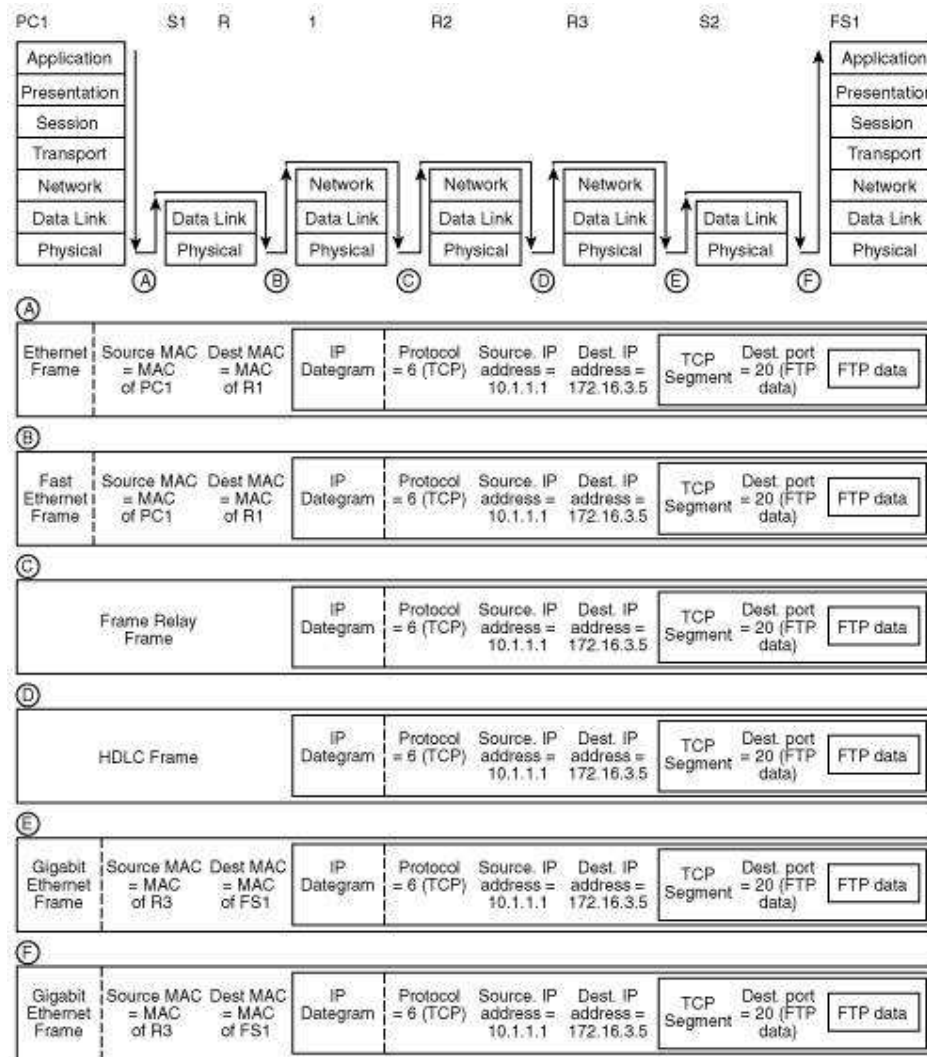 PC1 S1 R 1 R2 R3 S2 FS1
Application Application
Presentation Presentation
Session Session
Transport Transport
Network Network Network Network Network
Data Link Data Link Data Link Data Link Data Link Data Link Data Link
Physical Physical Physical Physical Physical Physical Physical
A B C D E F
A
Ethernet Source MAC Dest MAC IP Protocol Source. IP Dest. IP TCP Dest. port
Frame = MAC = MAC Dategram = 6 (TCP) address = address = Segment = 20 (FTP FTP data
of PC1 of R1 10.1.1.1 172.16.3.5 data)
B
Fast Source MAC Dest MAC IP Protocol Source. IP Dest. IP TCP Dest. port
Ethernet = MAC = MAC Datagram = 6 (TCP) address = address = Segment = 20 (FTP FTP data
Frame of PC1 of R1 10.1.1.1 172.16.3.5 data)
C
Frame Relay IP Protocol Source. IP Dest. IP TCP Dest. port
Frame Dategram = 6 (TCP) address = address = Segment = 20 (FTP FTP data
10.1.1.1 172.16.3.5 data)
D
HDLC Frame IP Protocol Source. IP Dest. IP TCP Dest. port
Datagram = 6 (TCP) address = address = Segment = 20 (FTP FTP data
10.1.1.1 172.16.3.5 data)
E
Gigabit Source MAC Dest MAC IP Protocol Source. IP Dest. IP TCP Dest. port
Ethernet = MAC = MAC Dategram = 6 (TCP) address = address = Segment = 20 (FTP FTP data
Frame of R3 of FS1 10.1.1.1 172.16.3.5 data)
F
Gigabit Source MAC Dest MAC IP Protocol Source. IP Dest. IP TCP Dest. port
Ethernet = MAC = MAC Dategram = 6 (TCP) address = address = Segment = 20 (FTP FTP data
Frame of R3 of FS1 10.1.1.1 172.16.3.5 data)